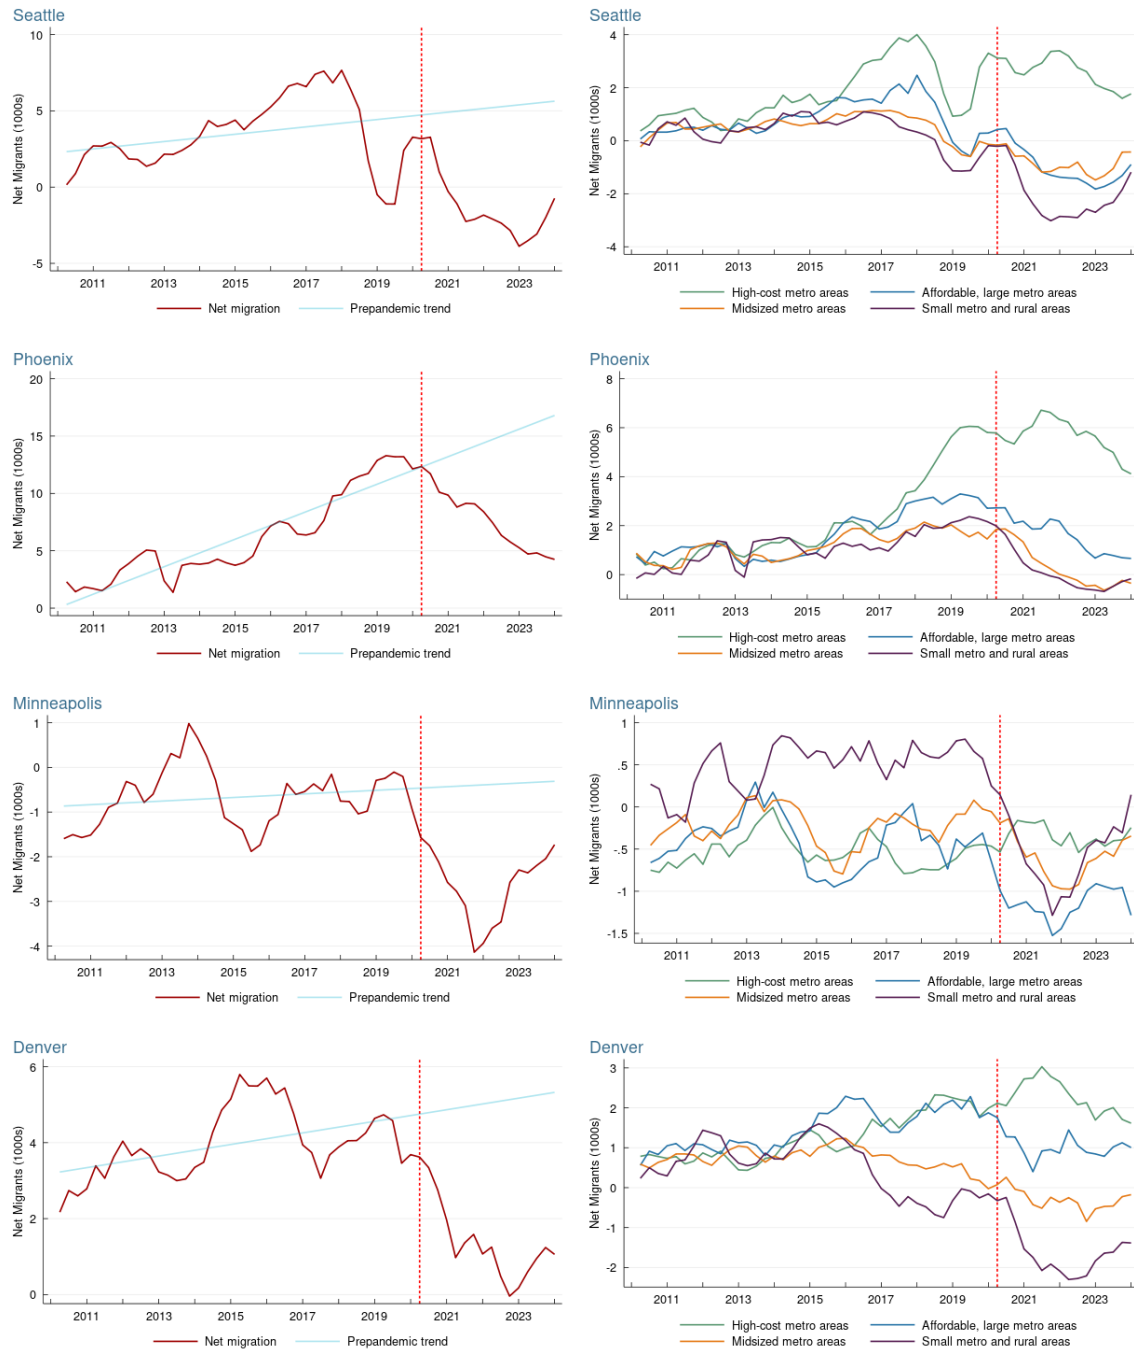 Seattle
Net Migrants (1000s)
10
5
0
-5
2011 2013 2015 2017 2019 2021 2023
Net migration Prepandemic trend
Seattle
Net Migrants (1000s)
4
2
0
-2
-4
2011 2013 2015 2017 2019 2021 2023
High-cost metro areas Affordable, large metro areas
Midsized metro areas Small metro and rural areas
Phoenix
Net Migrants (1000s)
20
15
10
5
0
2011 2013 2015 2017 2019 2021 2023
Net migration Prepandemic trend
Phoenix
Net Migrants (1000s)
8
6
4
2
0
2011 2013 2015 2017 2019 2021 2023
High-cost metro areas Affordable, large metro areas
Midsized metro areas Small metro and rural areas
Minneapolis
Net Migrants (1000s)
1
0
-1
-2
-3
-4
2011 2013 2015 2017 2019 2021 2023
Net migration Prepandemic trend
Minneapolis
Net Migrants (1000s)
1
.5
0
-.5
-1
-1.5
2011 2013 2015 2017 2019 2021 2023
High-cost metro areas Affordable, large metro areas
Midsized metro areas Small metro and rural areas
Denver
Net Migrants (1000s)
6
4
2
0
2011 2013 2015 2017 2019 2021 2023
Net migration Prepandemic trend
Denver
Net Migrants (1000s)
3
2
1
0
-1
-2
2011 2013 2015 2017 2019 2021 2023
High-cost metro areas Affordable, large metro areas
Midsized metro areas Small metro and rural areas